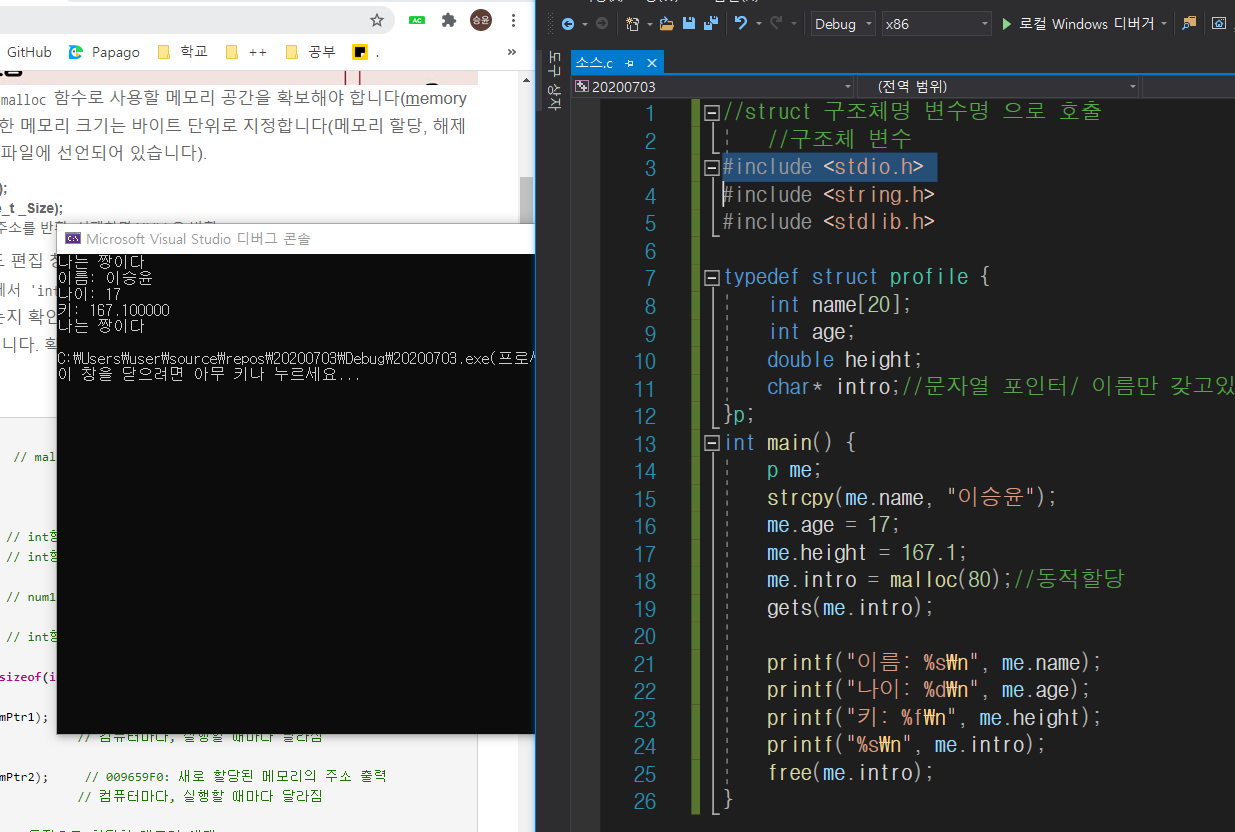 승윤
GitHub Papago 학교 ++ 공부 . »
malloc 함수로 사용할 메모리 공간을 확보해야 합니다(memory
한 메모리 크기는 바이트 단위로 지정합니다(메모리 할당, 해제
파일에 선언되어 있습니다).
);
e_t _Size);
주소를 반환
편집
에서 'int
는지 확인
니다.
// mal
// int형
// int형
// num1
// int형
sizeof(i
mPtr1);
// 컴퓨터마다, 실행할 때마다 달라짐
mPtr2); // 009659F0: 새로 할당된 메모리의 주소 출력
// 컴퓨터마다, 실행할 때마다 달라짐
Microsoft Visual Studio 디버그 콘솔
나는 짱이다
이름: 이승윤
나이: 17
키: 167.100000
나는 짱이다
C:₩Users₩user₩source₩repos₩20200703₩Debug₩20200703.exe(프로세
이 창을 닫으려면 아무 키나 누르세요...
Debug x86 로컬 Windows 디버거
도구 상자
소스.c
20200703 (전역 범위)
1 //struct 구조체명 변수명 으로 호출
2 //구조체 변수
3 #include <stdio.h>
4 #include <string.h>
5 #include <stdlib.h>
6
7 typedef struct profile {
8 int name[20];
9 int age;
10 double height;
11 char* intro;//문자열 포인터/ 이름만 갖고있
12 }p;
13 int main() {
14 p me;
15 strcpy(me.name, "이승윤");
16 me.age = 17;
17 me.height = 167.1;
18 me.intro = malloc(80);//동적할당
19 gets(me.intro);
20
21 printf("이름: %s₩n", me.name);
22 printf("나이: %d₩n", me.age);
23 printf("키: %f₩n", me.height);
24 printf("%s₩n", me.intro);
25 free(me.intro);
26 }